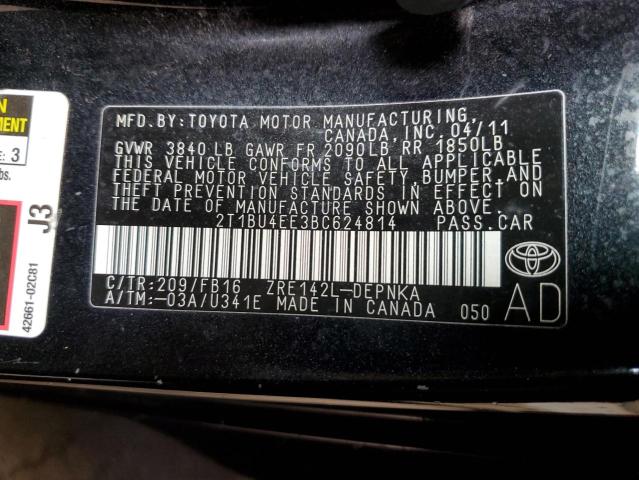 N
EMENT
E: 3
bs.
J3
42661-02C81
MFD. BY: TOYOTA MOTOR MANUFACTURING,
CANADA, INC. 04/11
GVWR 3840 LB GAWR FR 2090LB, RR 1850LB
THIS VEHICLE CONFORMS TO ALL APPLICABLE
FEDERAL MOTOR VEHICLE SAFETY, BUMPER, AND
THEFT PREVENTION STANDARDS IN EFFECT ON
THE DATE OF MANUFACTURE SHOWN ABOVE.
2T1BU4EE3BC624814 PASS. CAR
C/TR: 209/FB16 ZRE142L-DEPNKA
A/TM: -03A/U341E MADE IN CANADA 050
AD